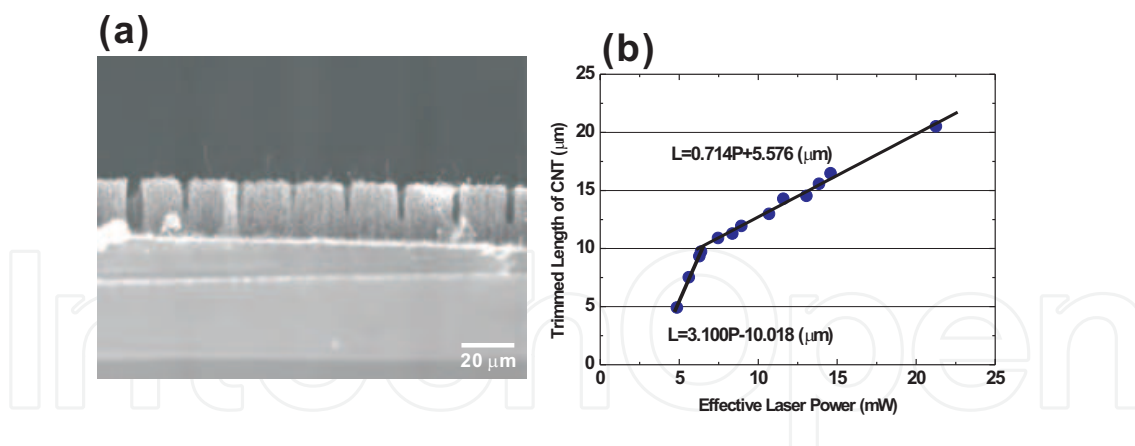 (a)
20 μm
(b)
25
20
15
10
5
0
Trimmed Length of CNT (μm)
L=0.714P+5.576 (μm)
L=3.100P-10.018 (μm)
0 5 10 15 20 25
Effective Laser Power (mW)
IntechOpen